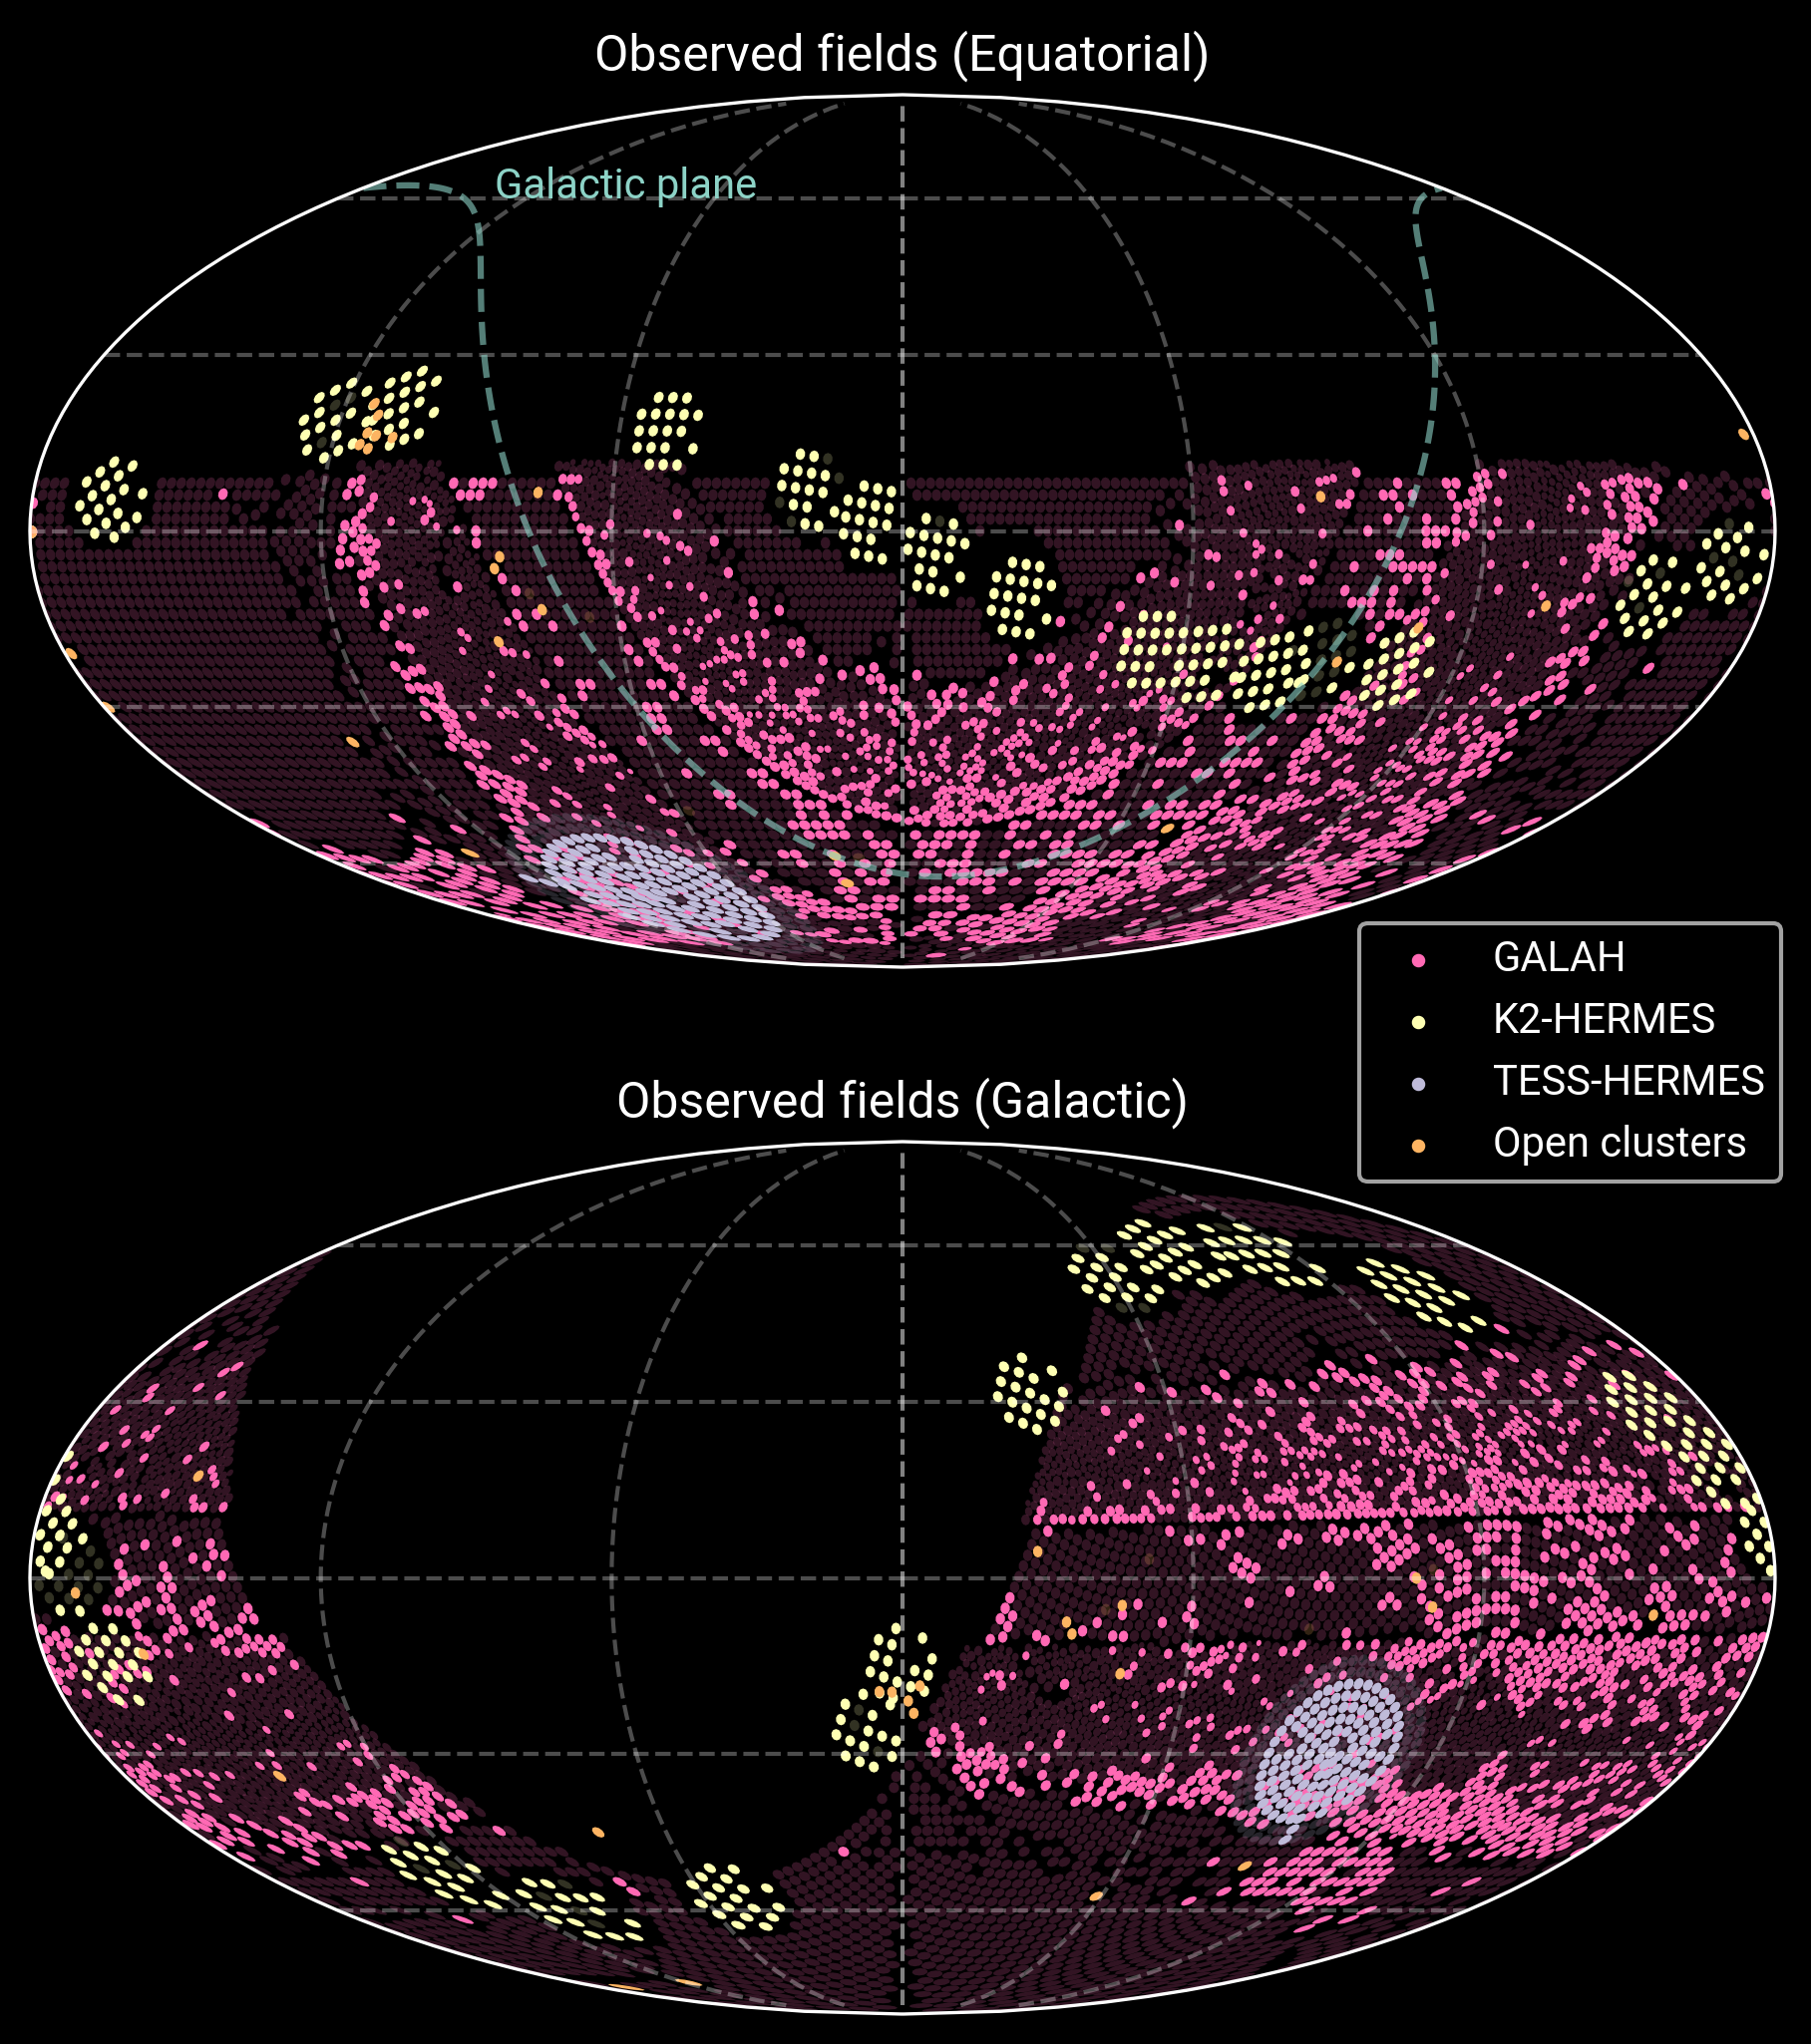 Observed fields (Equatorial)
Galactic plane
GALAH
K2-HERMES
TESS-HERMES
Open clusters
Observed fields (Galactic)